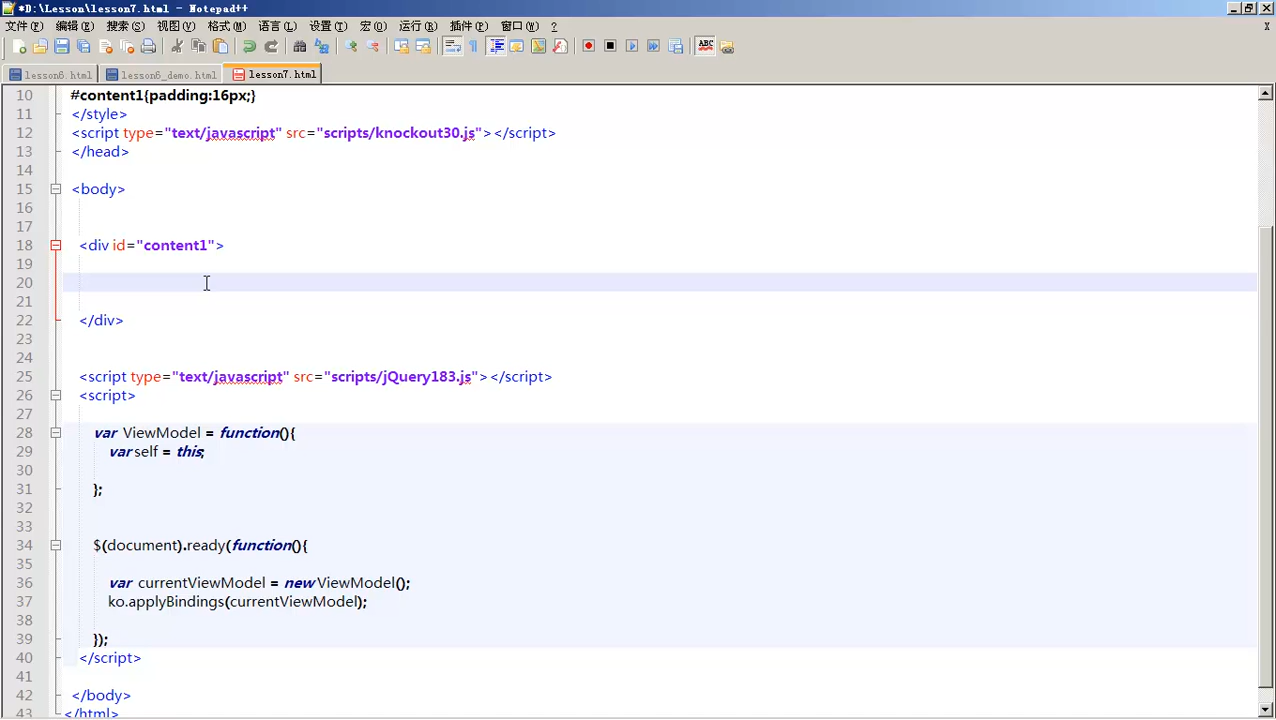 *D:\Lesson\lesson7.html - Notepad++
文件(F) 编辑(E) 搜索(S) 视图(V) 格式(M) 语言(L) 设置(T) 宏(O) 运行(R) 插件(P) 窗口(W) ? X
lesson6.html lesson6_demo.html lesson7.html
10 #content1{padding:16px;}
11 </style>
12 <script type="text/javascript" src="scripts/knockout30.js"></script>
13 </head>
14
15 <body>
16
17
18 <div id="content1">
19
20
21
22 </div>
23
24
25 <script type="text/javascript" src="scripts/jQuery183.js"></script>
26 <script>
27
28 var ViewModel = function(){
29 var self = this;
30
31 };
32
33
34 $(document).ready(function(){
35
36 var currentViewModel = new ViewModel();
37 ko.applyBindings(currentViewModel);
38
39 });
40 </script>
41
42 </body>
43 </html>